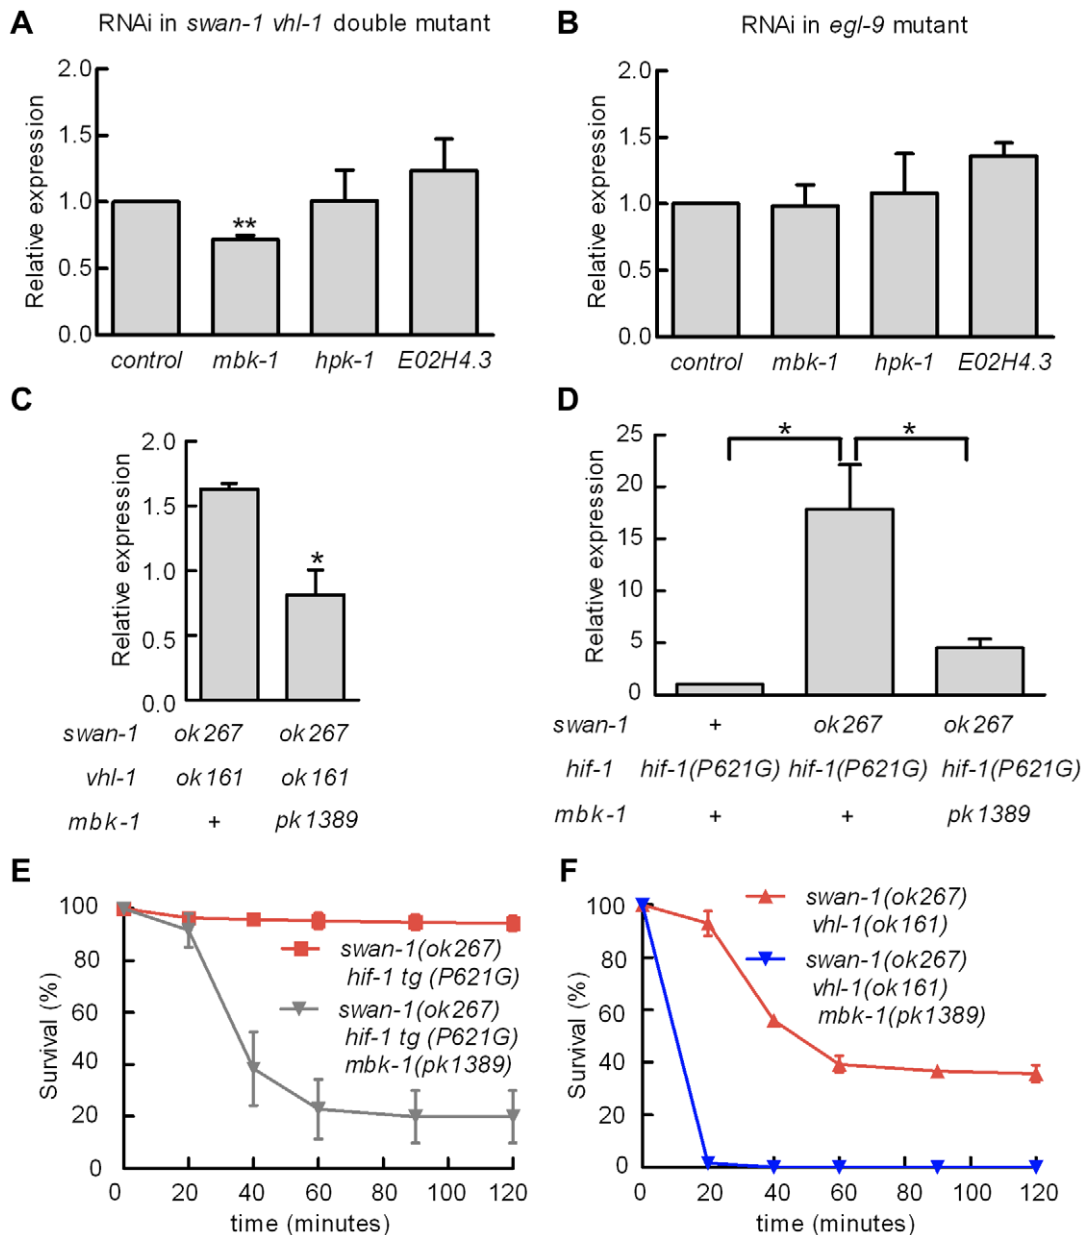 A RNAi in swan-1 vhl-1 double mutant
Relative expression
2.0
1.5
1.0
0.5
0.0
**
control mbk-1 hpk-1 E02H4.3
B RNAi in egl-9 mutant
Relative expression
2.0
1.5
1.0
0.5
0.0
control mbk-1 hpk-1 E02H4.3
C
Relative expression
2.0
1.5
1.0
0.5
0.0
*
swan-1 ok267 ok267
vhl-1 ok161 ok161
mbk-1 + pk1389
D
Relative expression
25
20
15
10
5
0
* *
swan-1 + ok267 ok267
hif-1 hif-1(P621G) hif-1(P621G) hif-1(P621G)
mbk-1 + + pk1389
E
Survival (%)
100
80
60
40
20
0
0 20 40 60 80 100 120
time (minutes)
swan-1(ok267)
hif-1 tg (P621G)
swan-1(ok267)
hif-1 tg (P621G)
mbk-1(pk1389)
F
Survival (%)
100
80
60
40
20
0
0 20 40 60 80 100 120
time (minutes)
swan-1(ok267)
vhl-1(ok161)
swan-1(ok267)
vhl-1(ok161)
mbk-1(pk1389)